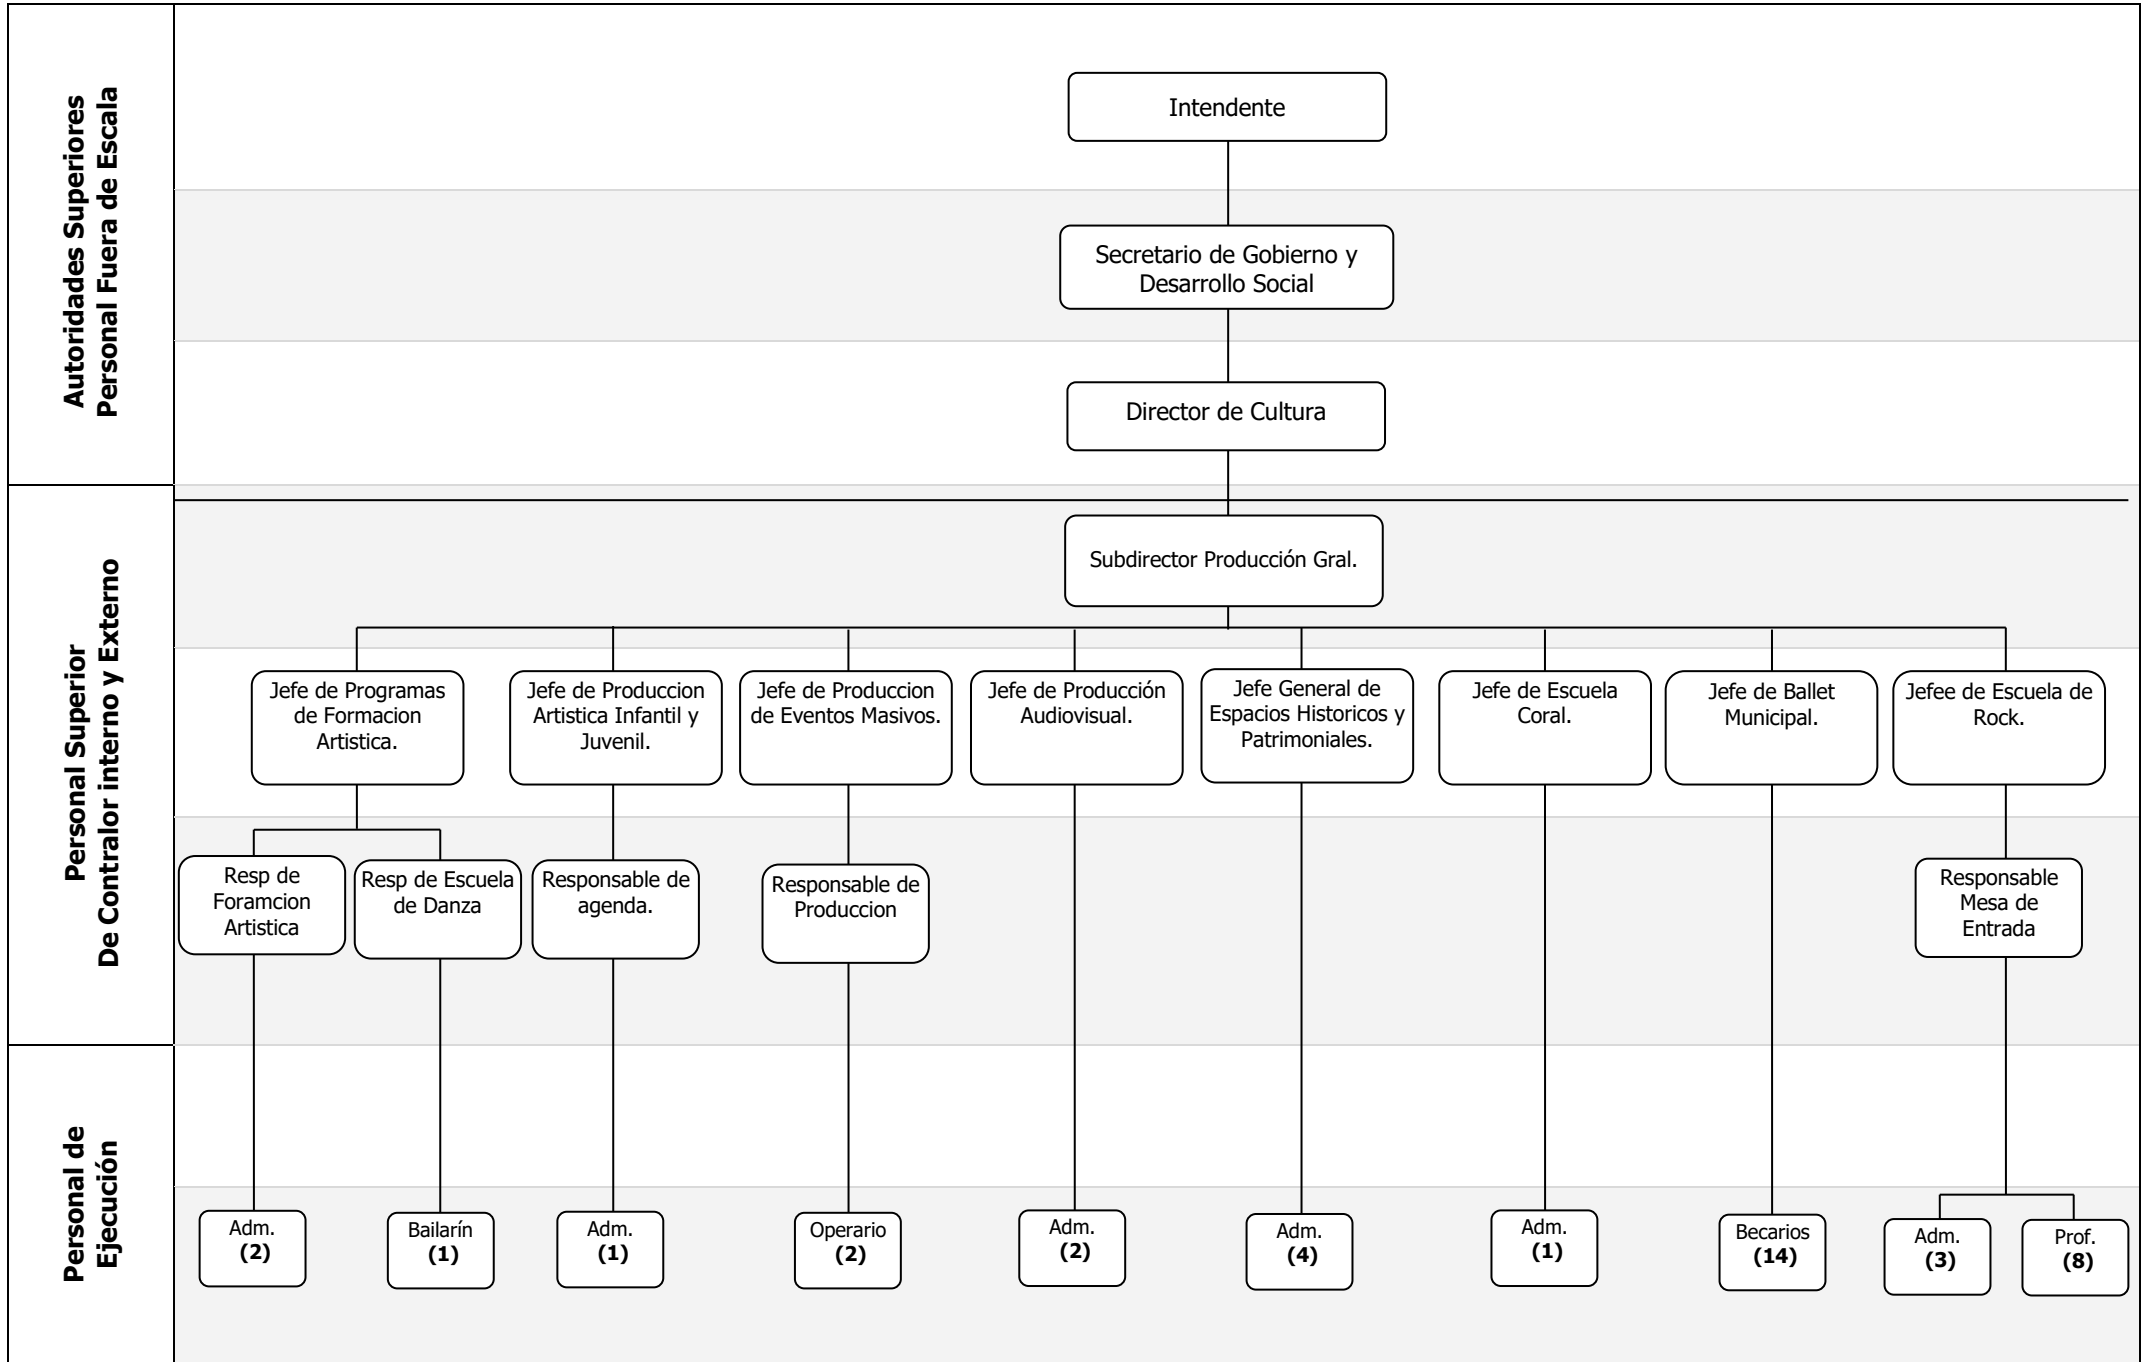 Autoridades Superiores
Personal Fuera de Escala
Intendente
Secretario de Gobierno y
Desarrollo Social
Director de Cultura
Personal Superior
De Contralor interno y Externo
Subdirector Producción Gral.
Jefe de Programas
de Formacion
Artistica.
Jefe de Produccion
Artistica Infantil y
Juvenil.
Jefe de Produccion
de Eventos Masivos.
Jefe de Producción
Audiovisual.
Jefe General de
Espacios Historicos y
Patrimoniales.
Jefe de Escuela
Coral.
Jefe de Ballet
Municipal.
Jefee de Escuela de
Rock.
Resp de
Foramcion
Artistica
Resp de Escuela
de Danza
Responsable de
agenda.
Responsable de
Produccion
Responsable
Mesa de
Entrada
Personal de
Ejecución
Adm.
(2)
Bailarín
(1)
Adm.
(1)
Operario
(2)
Adm.
(2)
Adm.
(4)
Adm.
(1)
Becarios
(14)
Adm.
(3)
Prof.
(8)